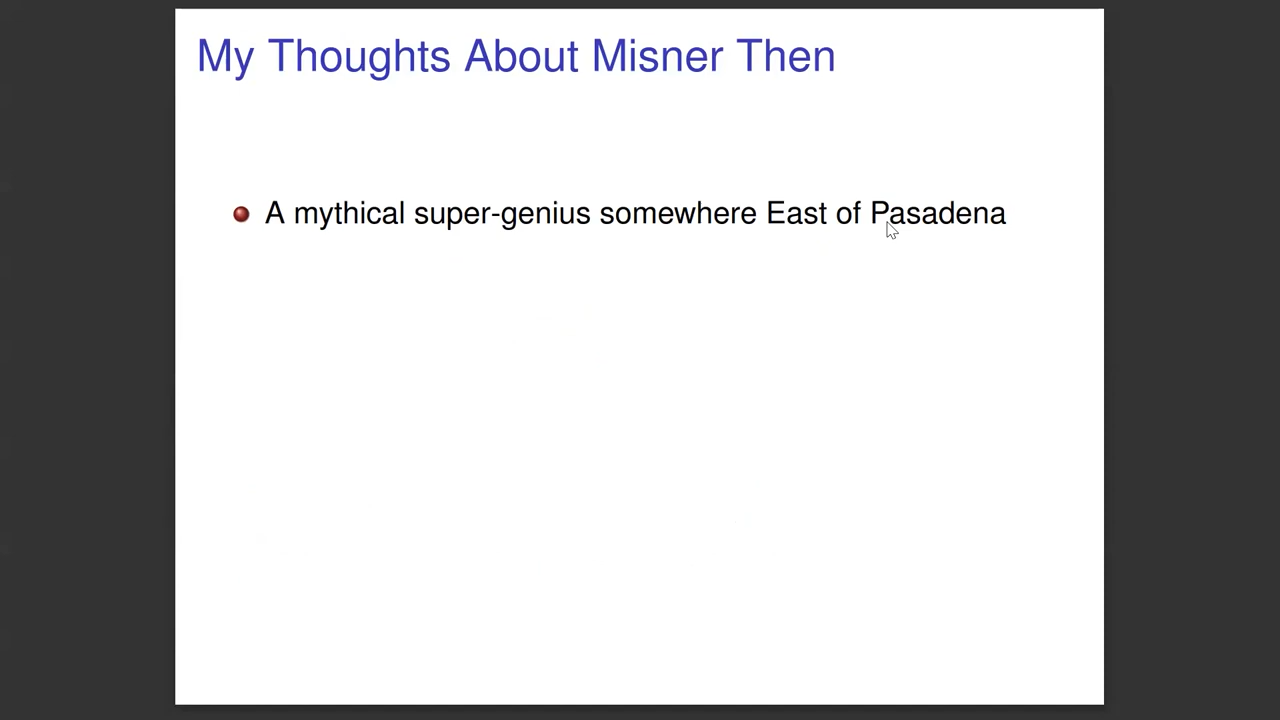 My Thoughts About Misner Then
A mythical super-genius somewhere East of Pasadena